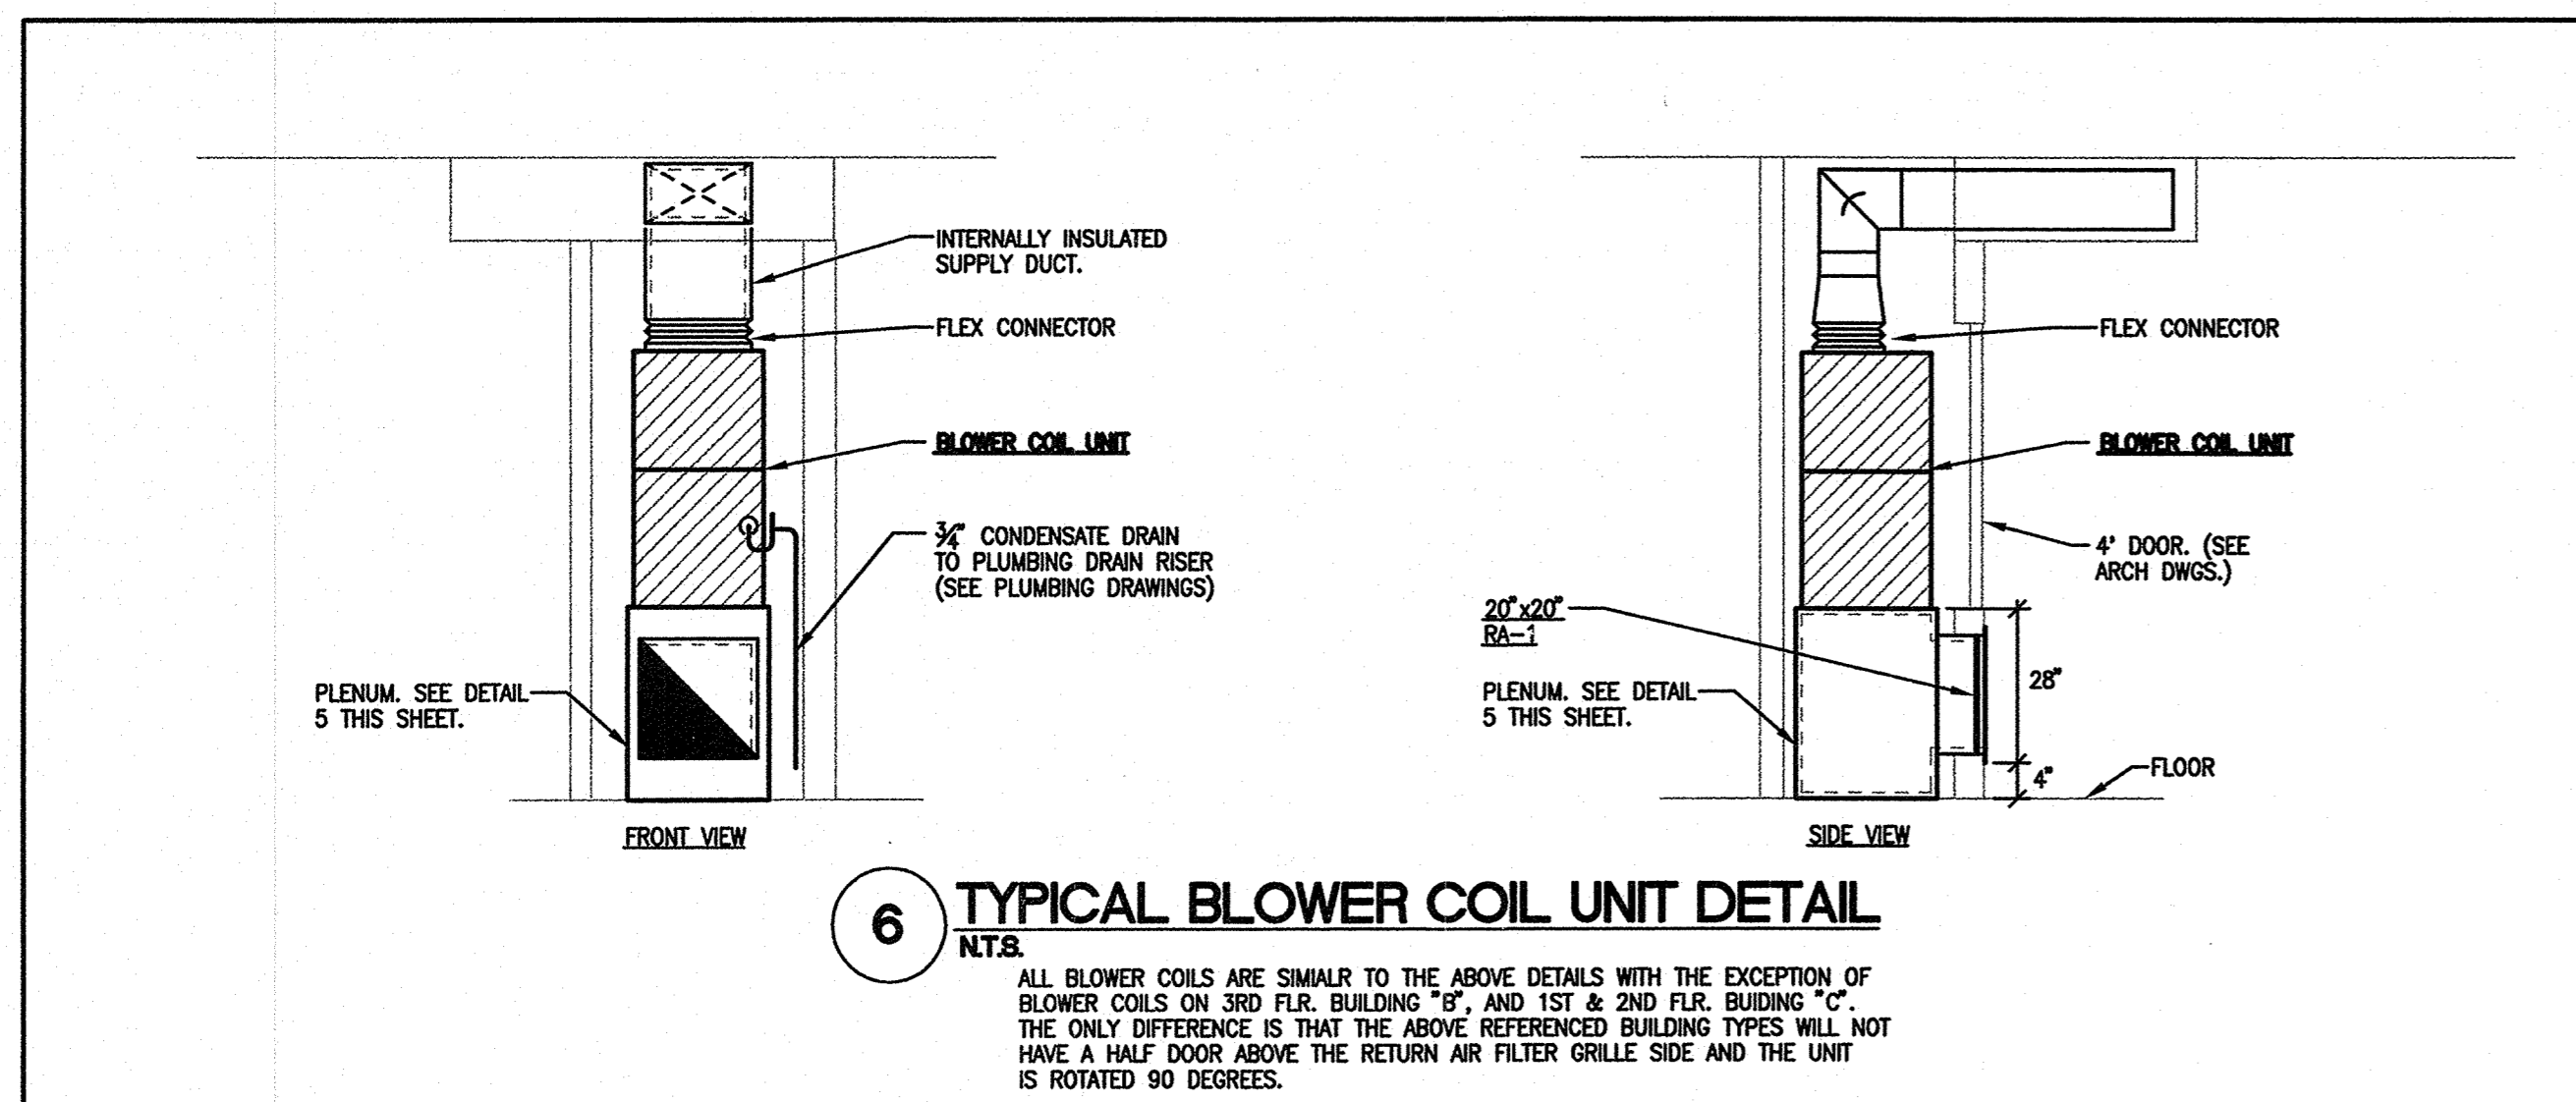 INTERNALLY INSULATED
SUPPLY DUCT.
FLEX CONNECTOR
BLOWER COIL UNIT
3/4" CONDENSATE DRAIN
TO PLUMBING DRAIN RISER
(SEE PLUMBING DRAWINGS)
PLENUM. SEE DETAIL
5 THIS SHEET.
FRONT VIEW
FLEX CONNECTOR
BLOWER COIL UNIT
4' DOOR. (SEE
ARCH DWGS.)
20"x20"
RA-1
PLENUM. SEE DETAIL
5 THIS SHEET.
28"
4"
FLOOR
SIDE VIEW
6 TYPICAL BLOWER COIL UNIT DETAIL
N.T.S.
ALL BLOWER COILS ARE SIMIALR TO THE ABOVE DETAILS WITH THE EXCEPTION OF
BLOWER COILS ON 3RD FLR. BUILDING "B", AND 1ST & 2ND FLR. BUIDING "C".
THE ONLY DIFFERENCE IS THAT THE ABOVE REFERENCED BUILDING TYPES WILL NOT
HAVE A HALF DOOR ABOVE THE RETURN AIR FILTER GRILLE SIDE AND THE UNIT
IS ROTATED 90 DEGREES.